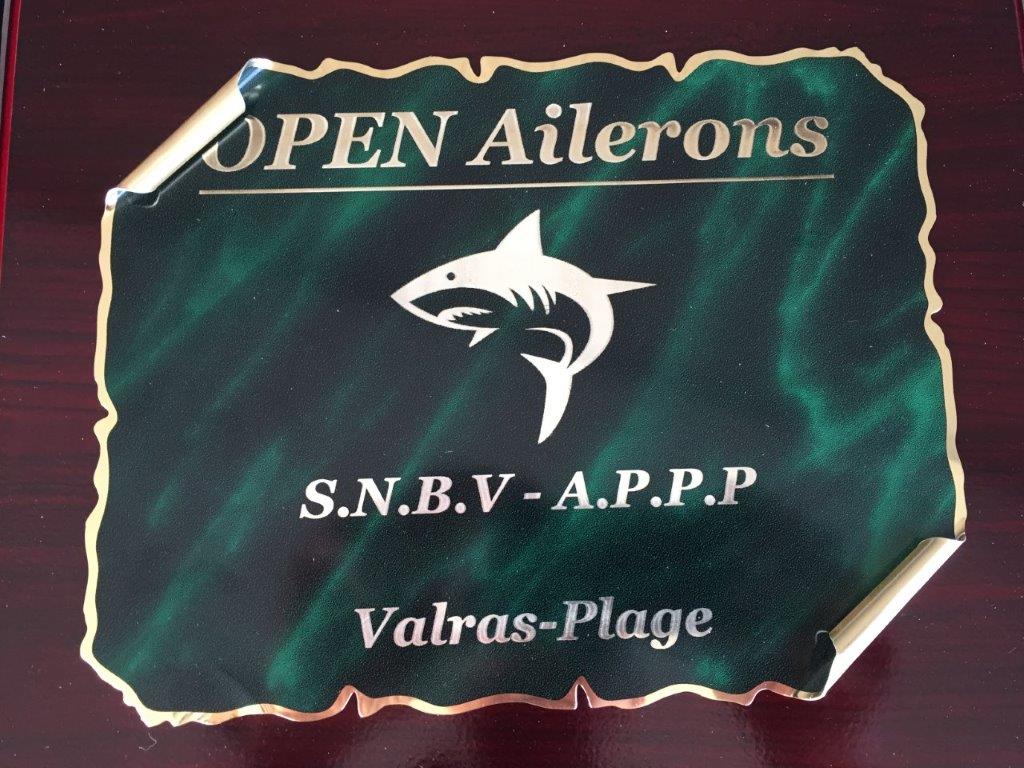 OPEN Ailerons
S.N.B.V - A.P.P.P
Valras-Plage